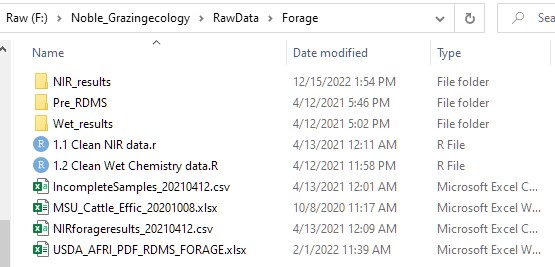 Raw (F:) > Noble_Grazingecology > RawData > Forage Sea
Name Date modified Type
NIR_results 12/15/2022 1:54 PM File folder
Pre_RDMS 4/12/2021 5:46 PM File folder
Wet_results 4/12/2021 5:02 PM File folder
1.1 Clean NIR data.r 4/13/2021 12:11 AM R File
1.2 Clean Wet Chemistry data.R 4/12/2021 11:58 PM R File
IncompleteSamples_20210412.csv 4/13/2021 12:01 AM Microsoft Excel C...
MSU_Cattle_Effic_20201008.xlsx 10/8/2020 11:17 AM Microsoft Excel W...
NIRforageresults_20210412.csv 4/13/2021 12:09 AM Microsoft Excel C...
USDA_AFRI_PDF_RDMS_FORAGE.xlsx 2/1/2022 11:39 AM Microsoft Excel W...